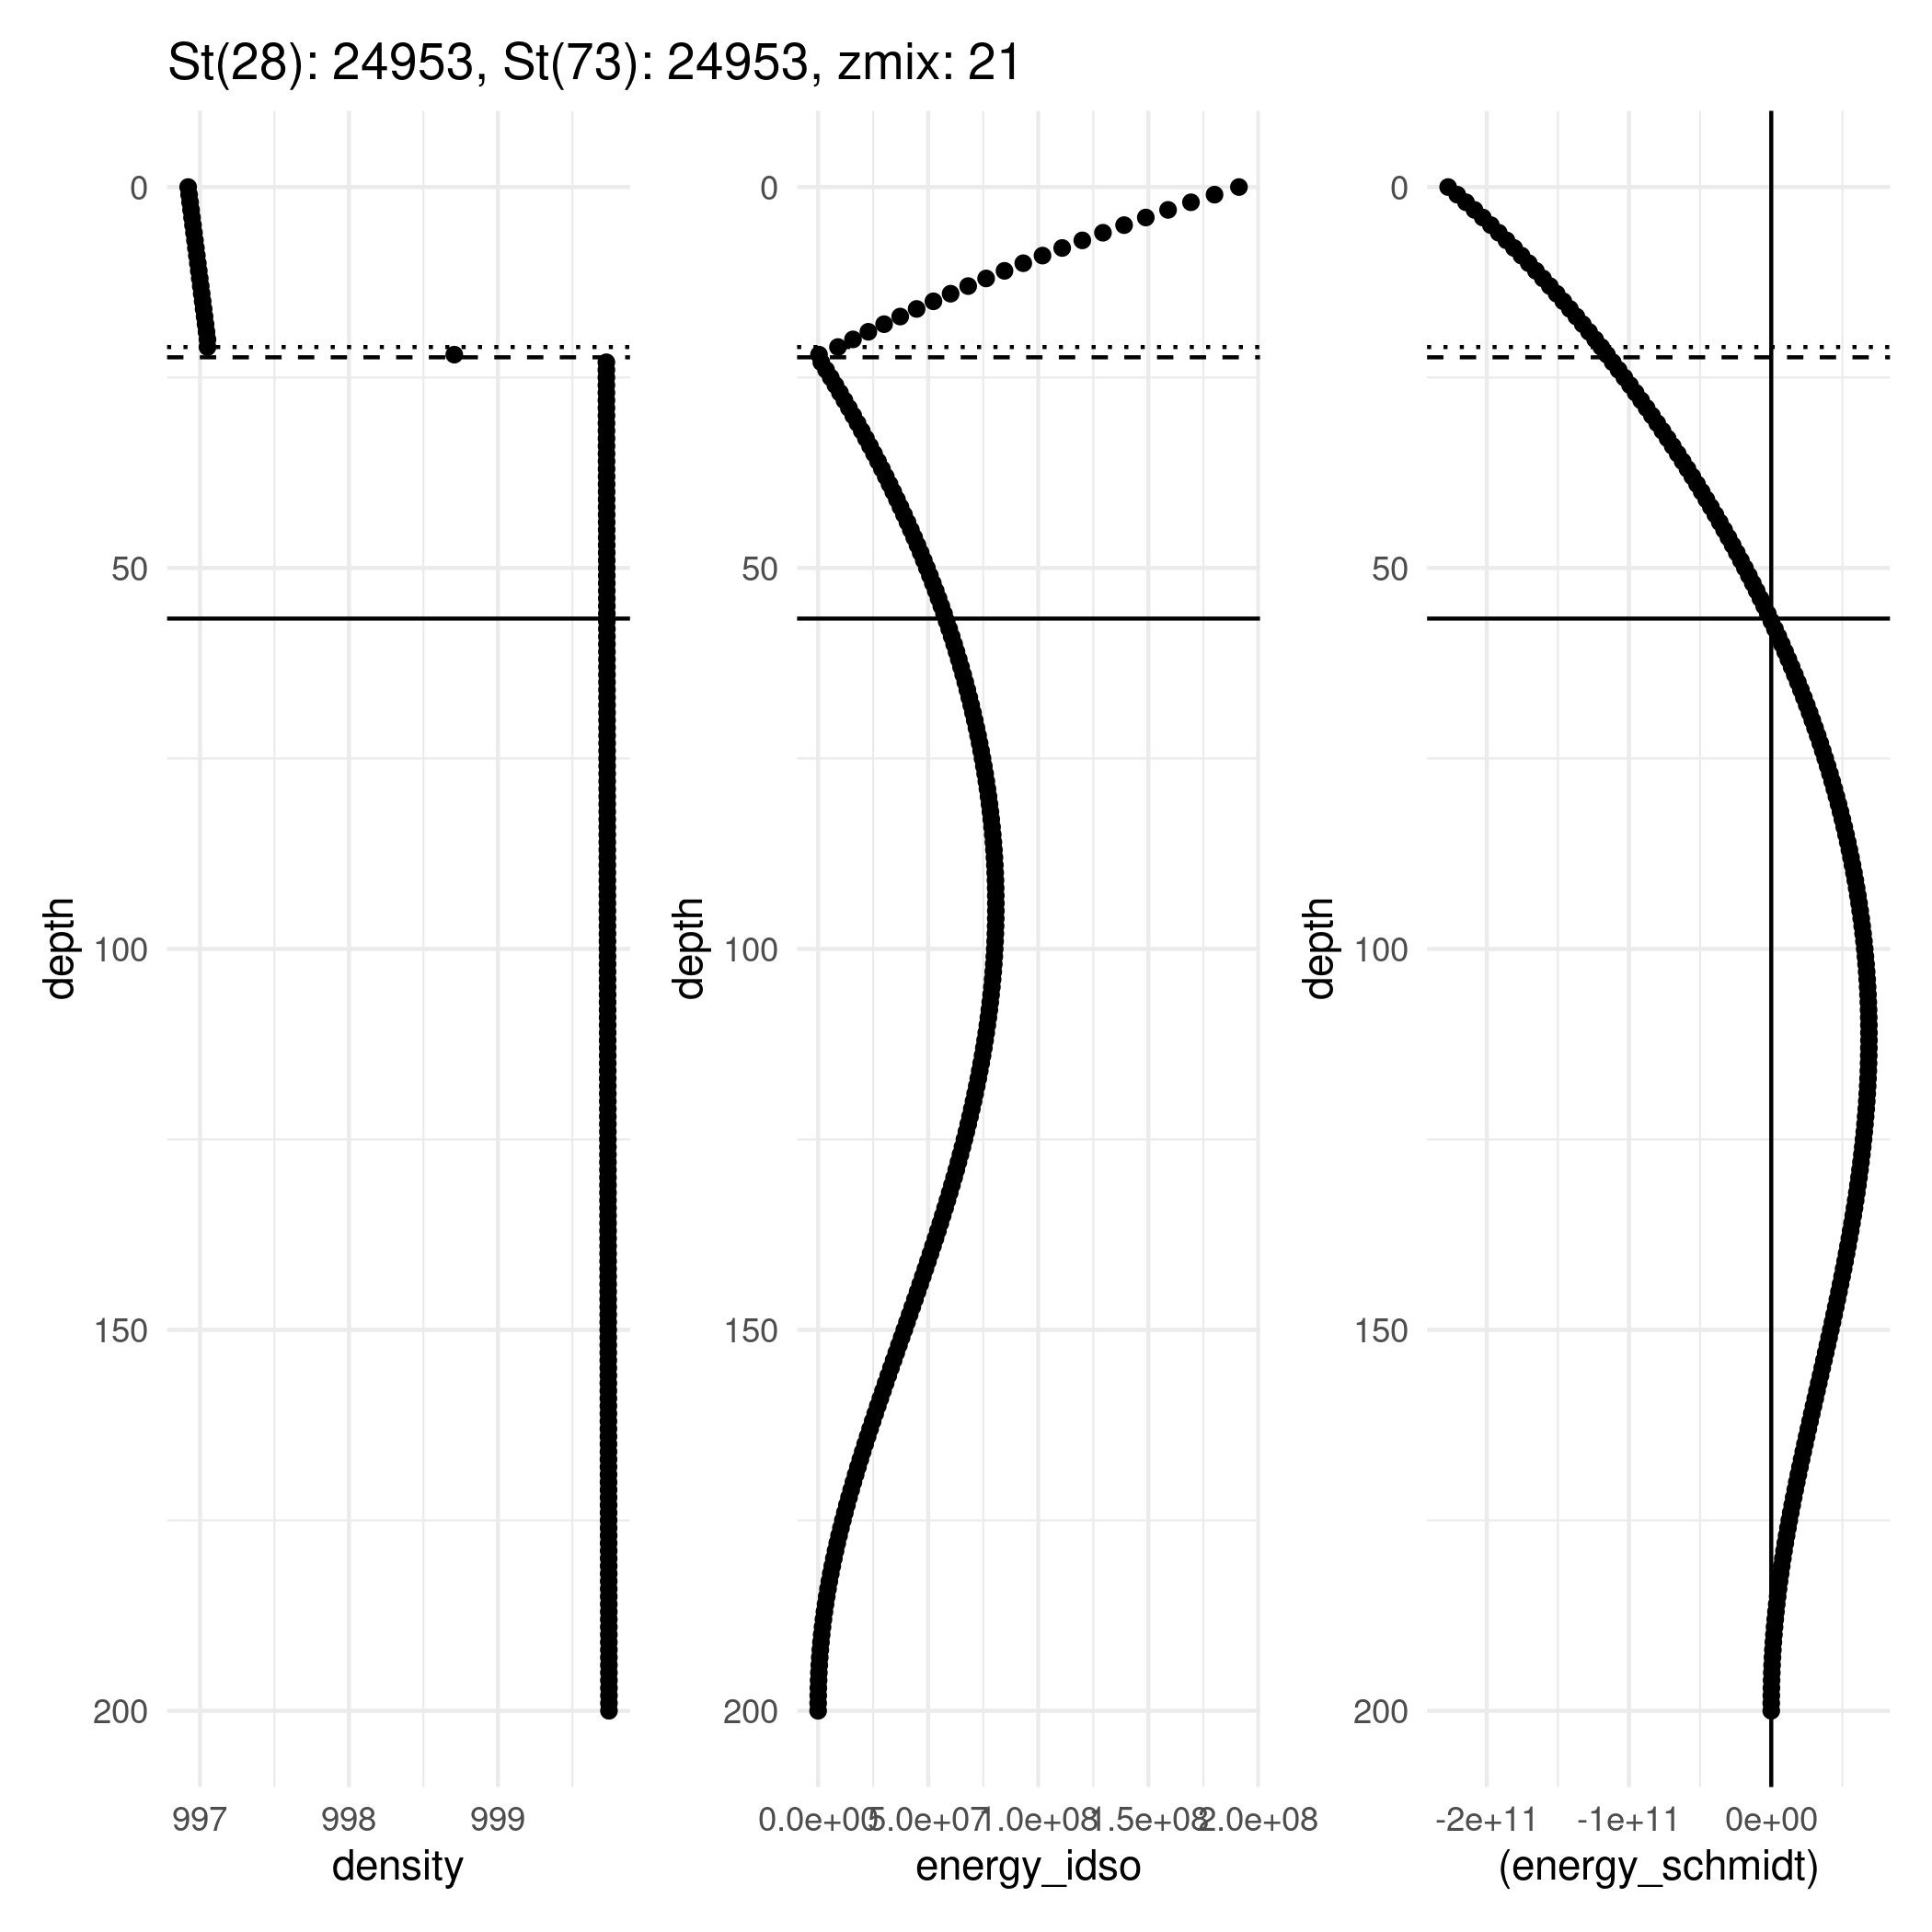 St(28): 24953, St(73): 24953, zmix: 21
0
50
100
150
200
depth
997 998 999
density
0
50
100
150
200
depth
0.0e+00 5.0e+07 1.0e+08 1.5e+08 2.0e+08
energy_idso
0
50
100
150
200
depth
-2e+11 -1e+11 0e+00
(energy_schmidt)